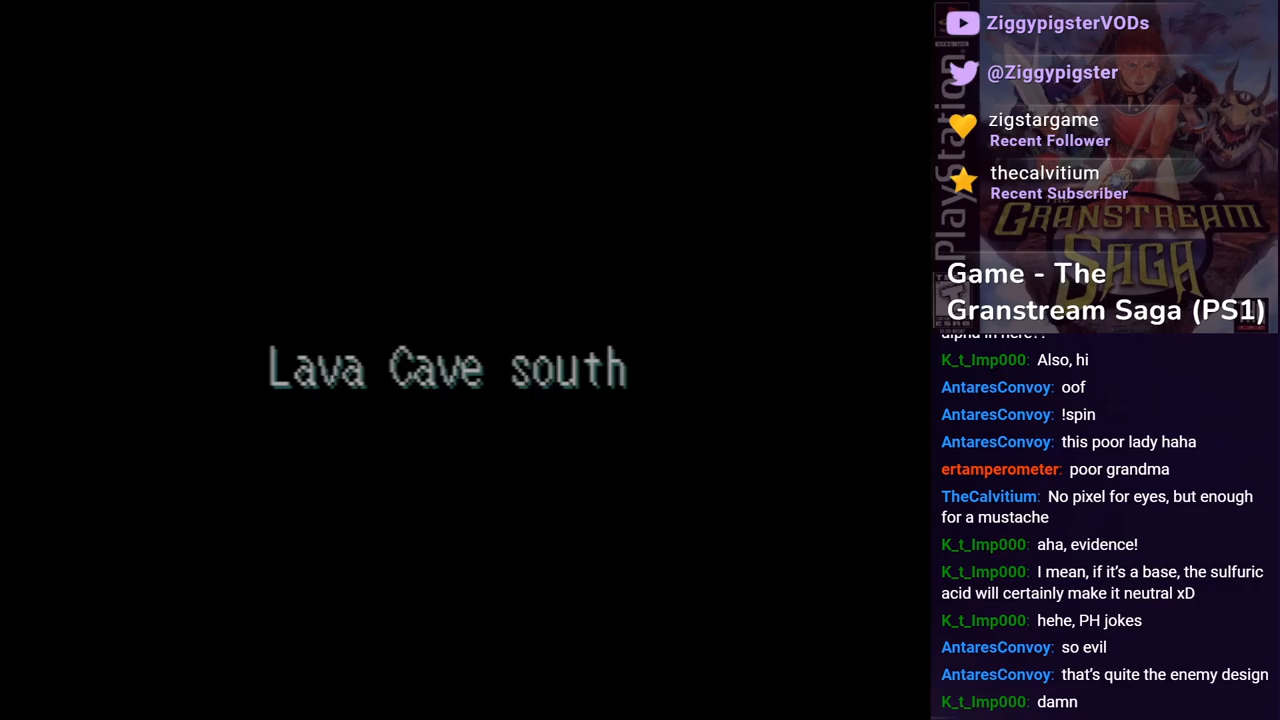 Lava Cave south
ZiggypigsterVODs
@Ziggypigster
zigstargame
Recent Follower
thecalvitium
Recent Subscriber
PlayStation
GRANSTREAM
SAGA
Game - The
Granstream Saga (PS1)
K_t_Imp000: Also, hi
AntaresConvoy: oof
AntaresConvoy: !spin
AntaresConvoy: this poor lady haha
ertamperometer: poor grandma
TheCalvitium: No pixel for eyes, but enough
for a mustache
K_t_Imp000: aha, evidence!
K_t_Imp000: I mean, if it’s a base, the sulfuric
acid will certainly make it neutral xD
K_t_Imp000: hehe, PH jokes
AntaresConvoy: so evil
AntaresConvoy: that’s quite the enemy design
K_t_Imp000: damn